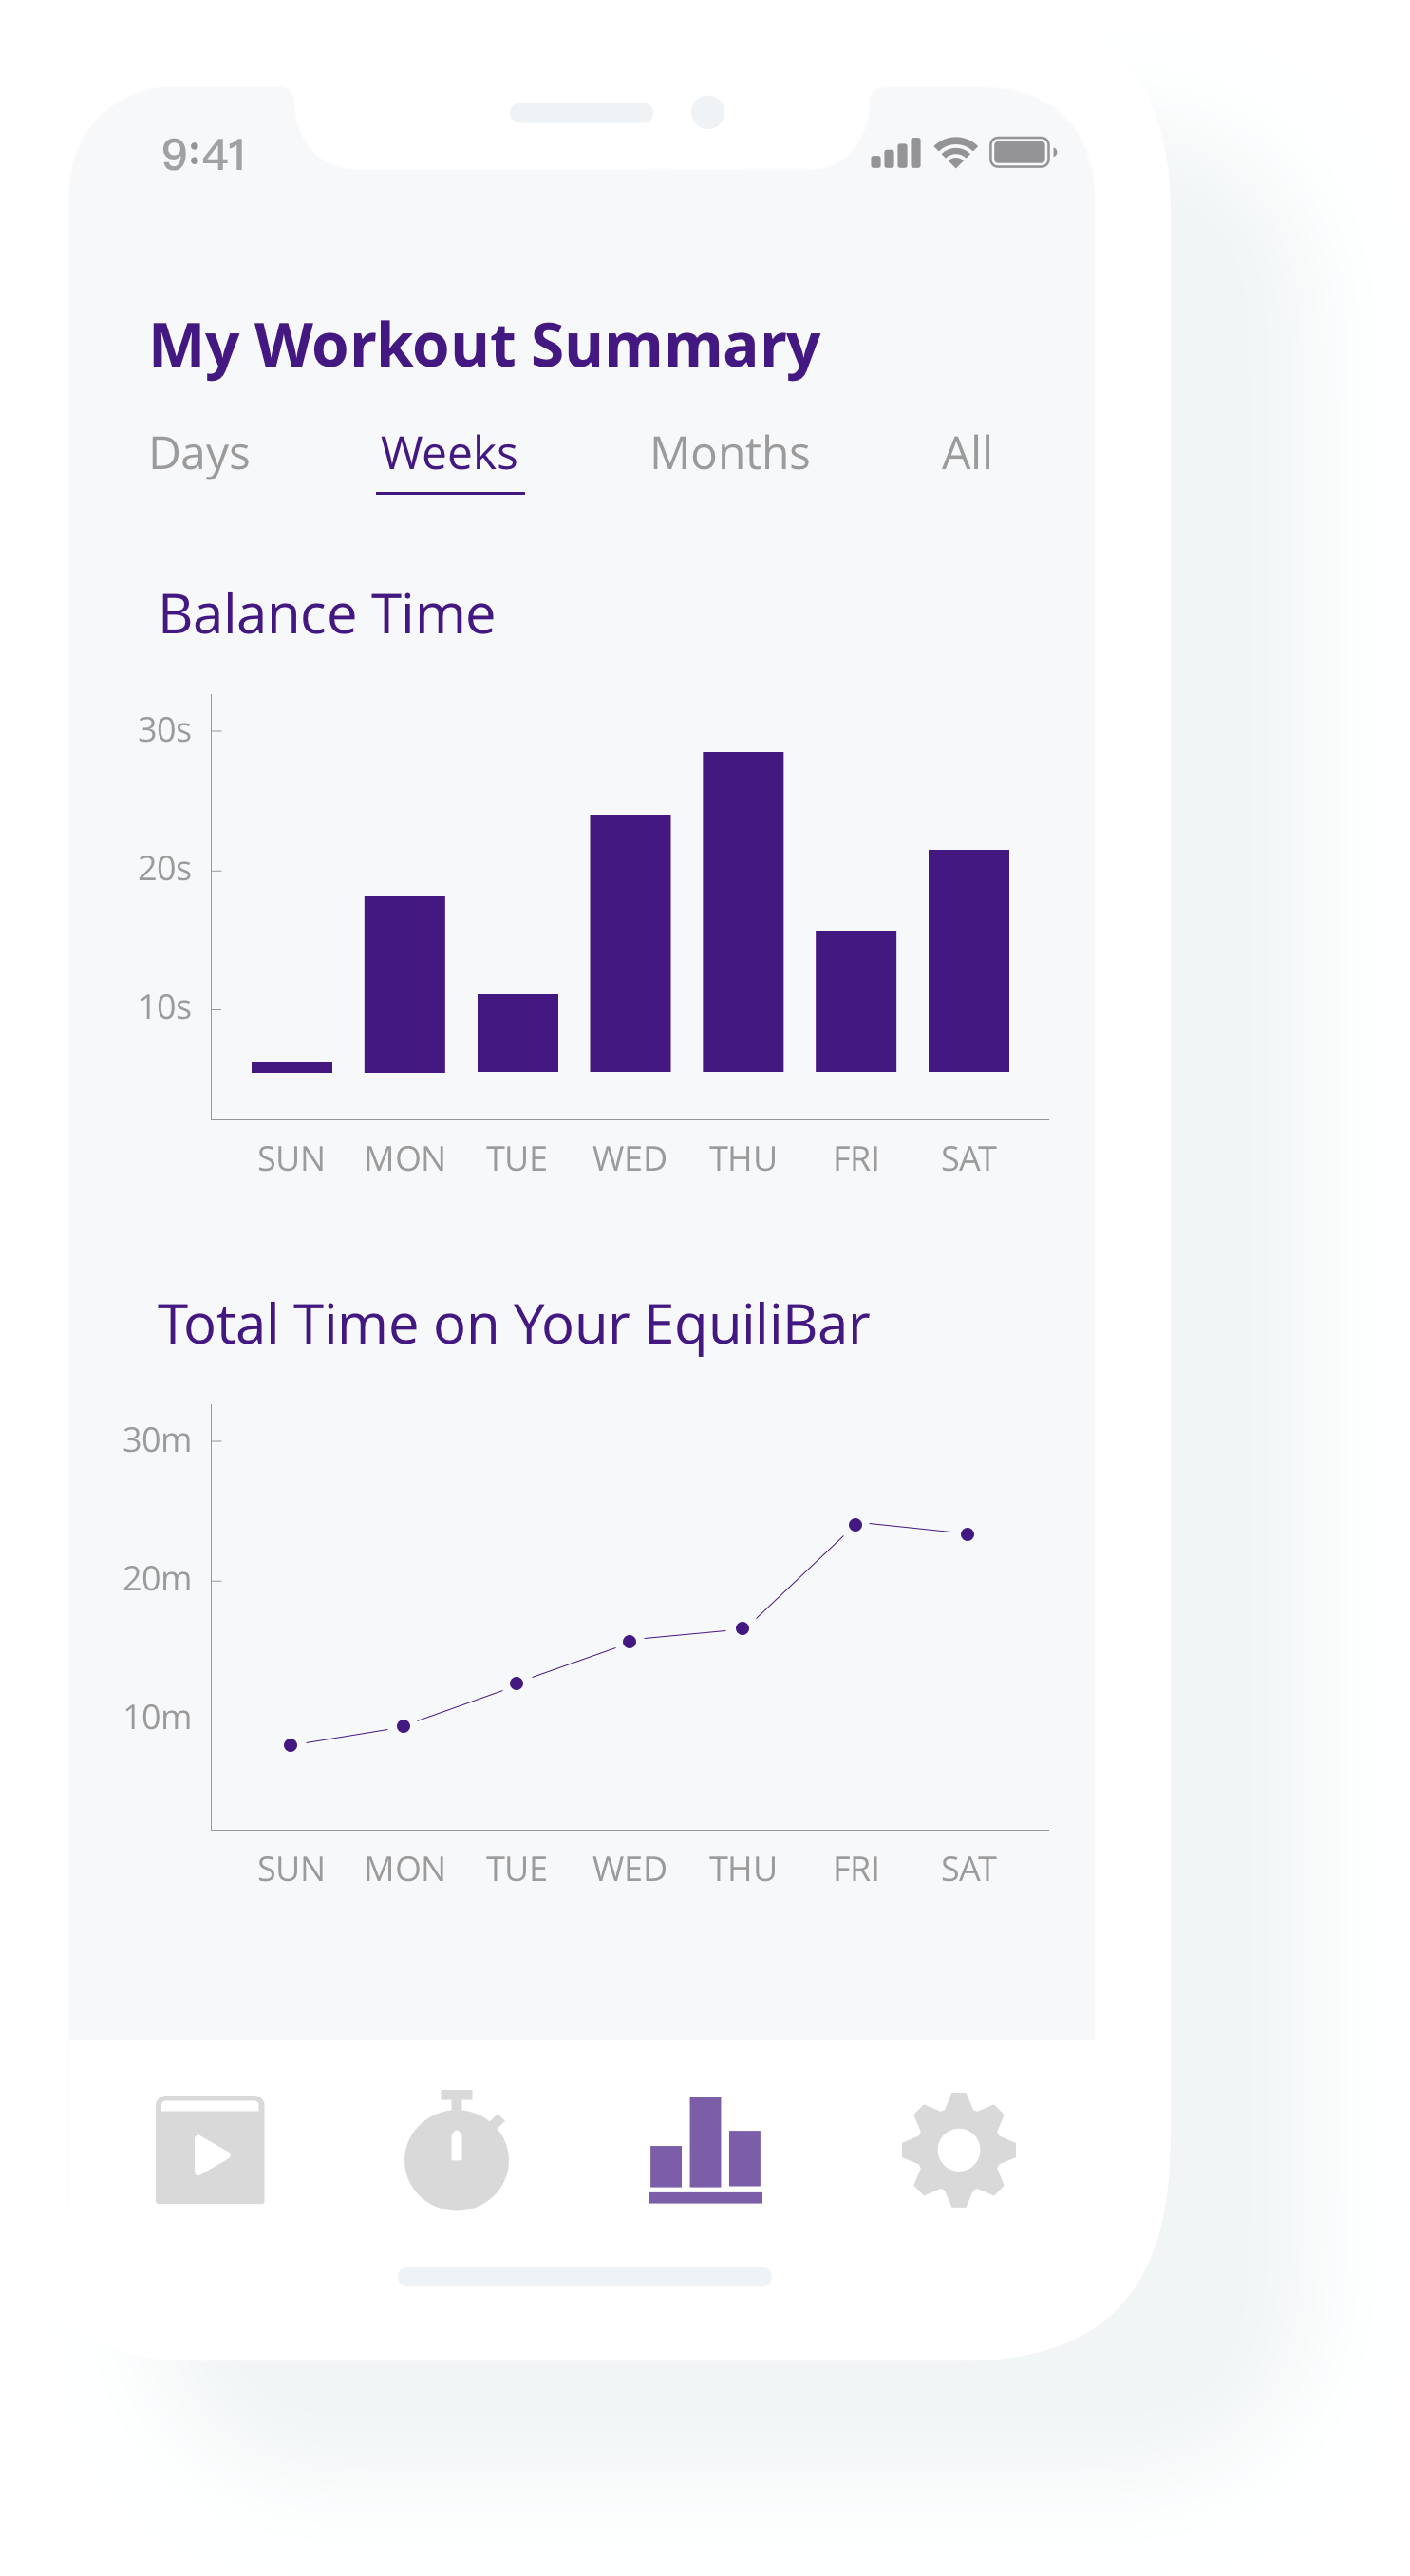 9:41
My Workout Summary
Days Weeks Months All
Balance Time
30s
20s
10s
SUN MON TUE WED THU FRI SAT
Total Time on Your EquiliBar
30m
20m
10m
SUN MON TUE WED THU FRI SAT